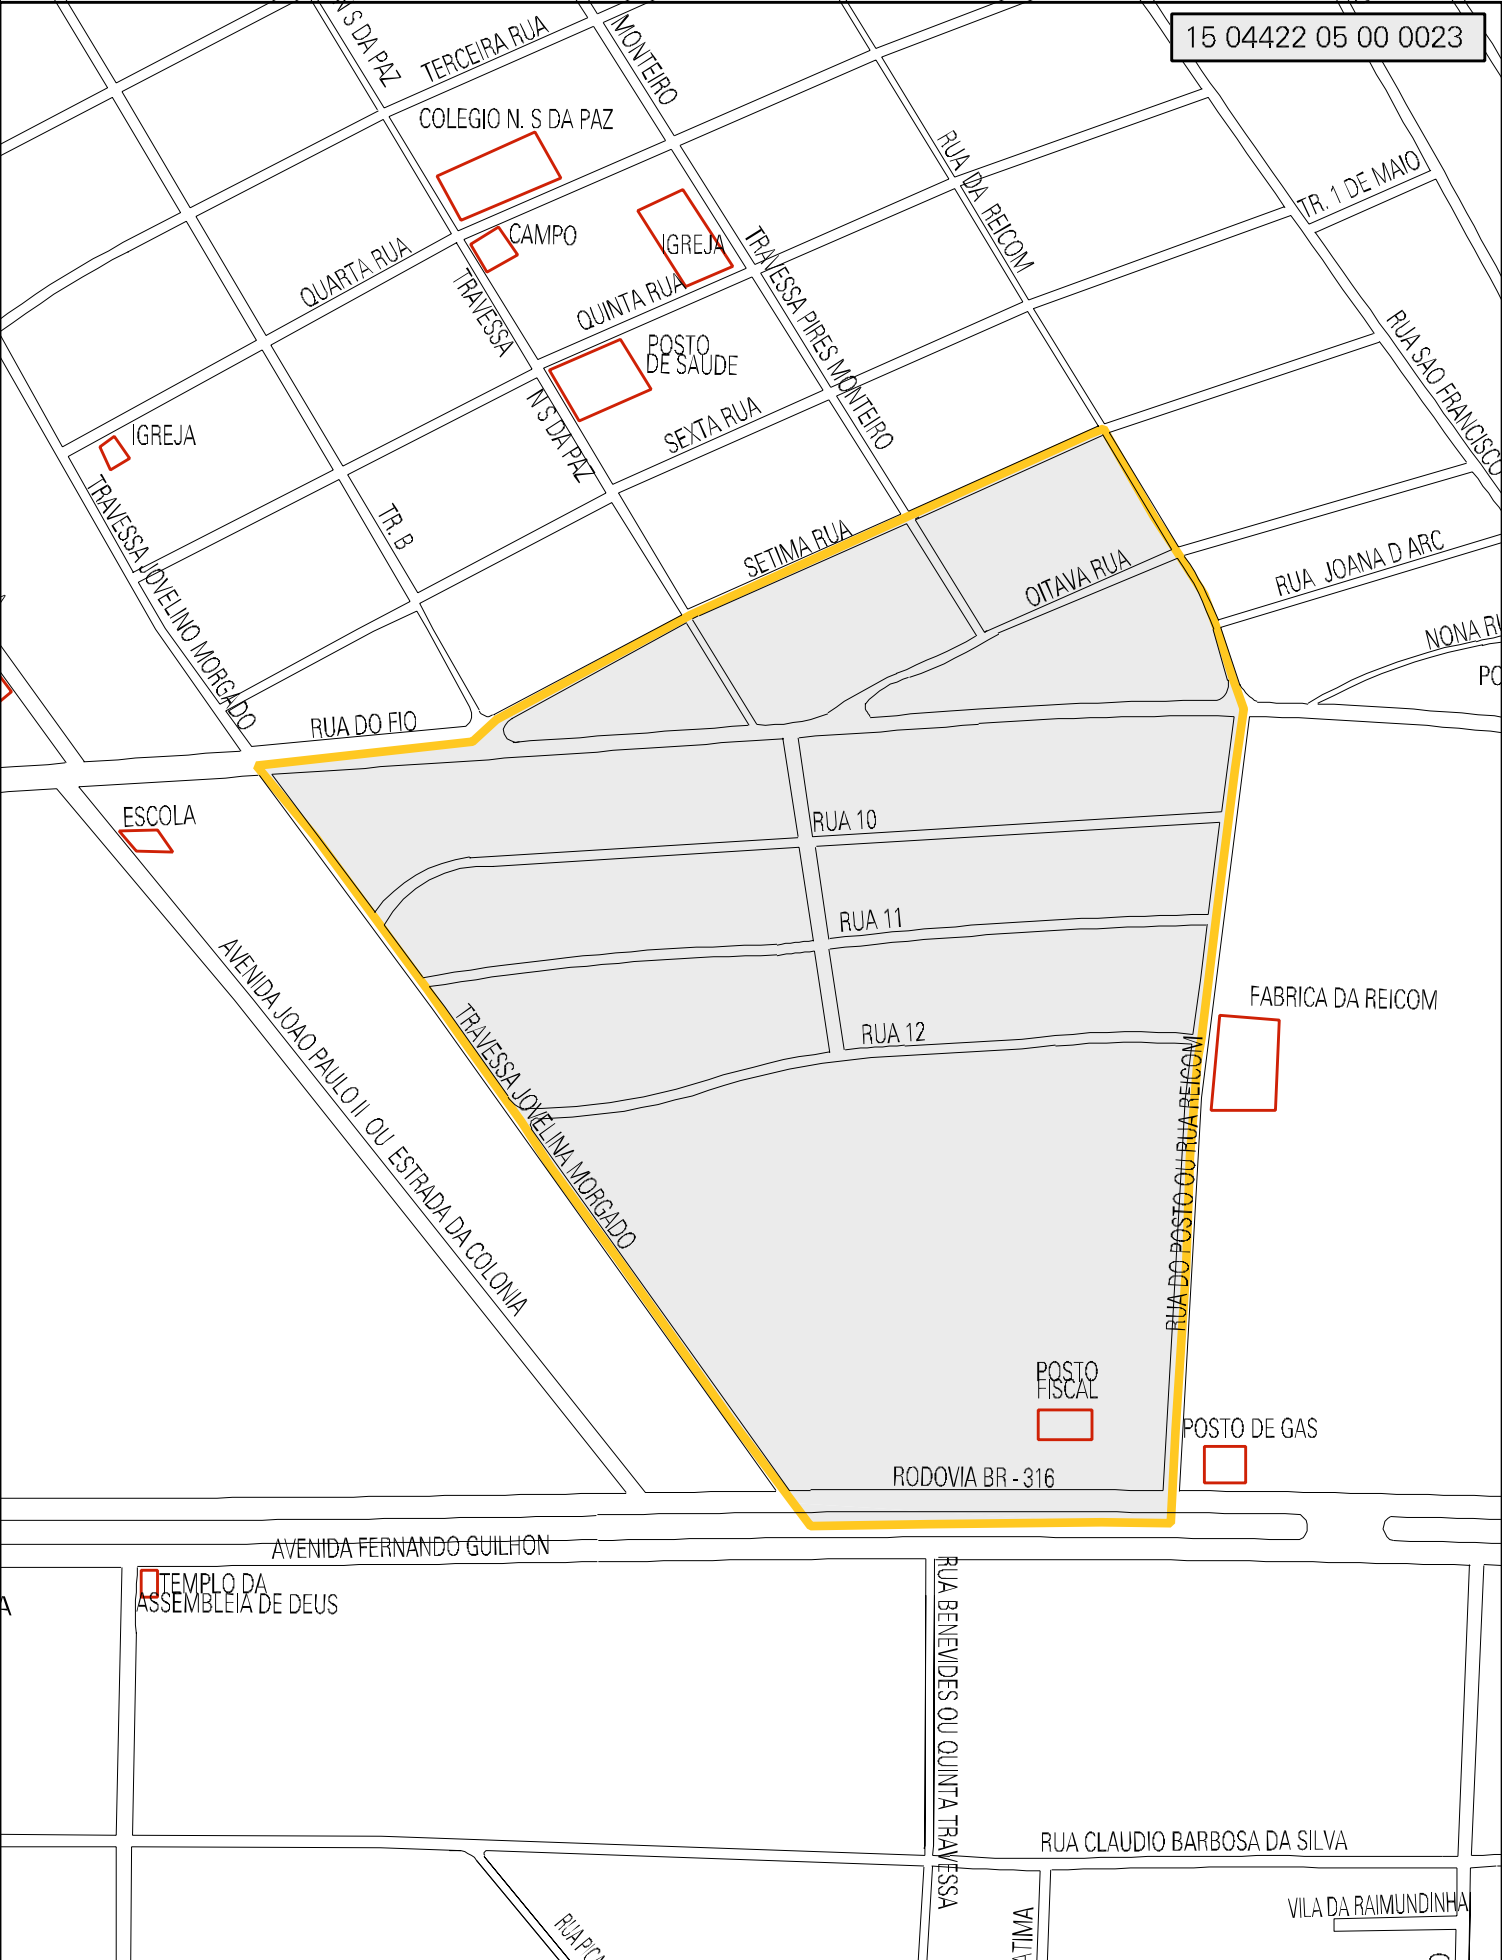 15 04422 05 00 0023
N S DA PAZ
TERCEIRA RUA
MONTEIRO
COLEGIO N. S DA PAZ
RUA DA REICOM
TR. 1 DE MAIO
CAMPO
IGREJA
QUARTA RUA
TRAVESSA
N S DA PAZ
QUINTA RUA
TRAVESSA PIRES MONTEIRO
POSTO
DE SAUDE
RUA SAO FRANCISCO
SEXTA RUA
IGREJA
TRAVESSA JOVELINO MORGADO
TR. B
SETIMA RUA
OITAVA RUA
RUA JOANA D ARC
NONA RU
PO
RUA DO FIO
ESCOLA
RUA 10
RUA 11
RUA 12
AVENIDA JOAO PAULO II OU ESTRADA DA COLONIA
TRAVESSA JOVELINA MORGADO
FABRICA DA REICOM
RUA DO POSTO OU RUA REICOM
POSTO
FISCAL
POSTO DE GAS
RODOVIA BR - 316
AVENIDA FERNANDO GUILHON
TEMPLO DA
ASSEMBLEIA DE DEUS
A
RUA BENEVIDES OU QUINTA TRAVESSA
RUA CLAUDIO BARBOSA DA SILVA
VILA DA RAIMUNDINHA